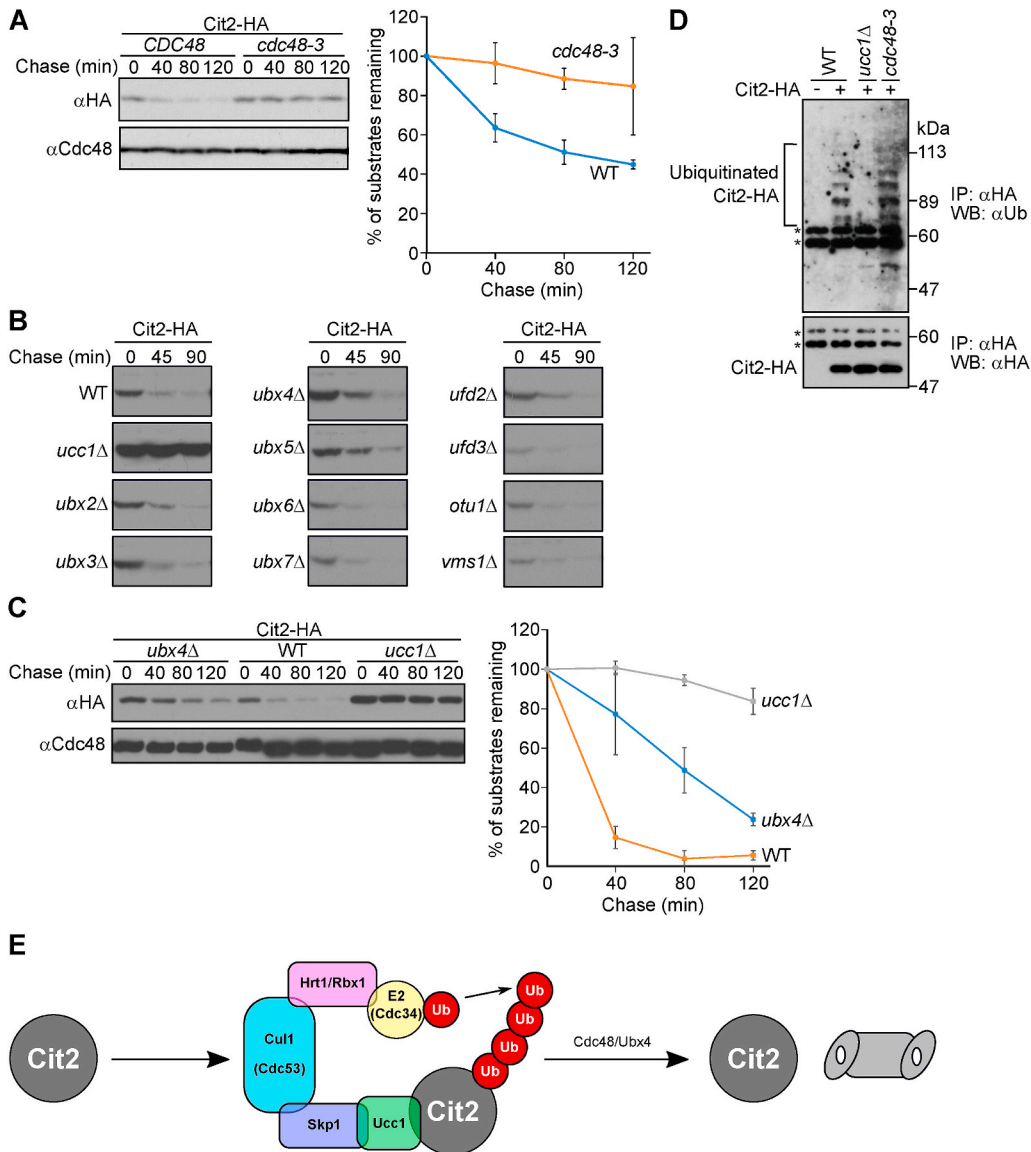 A
Cit2-HA
CDC48 cdc48-3
Chase (min) 0 40 80 120 0 40 80 120
αHA
αCdc48
% of substrates remaining
120
100
80
60
40
20
0
cdc48-3
WT
0 40 80 120
Chase (min)
B
Cit2-HA
Chase (min) 0 45 90
WT
ucc1Δ
ubx2Δ
ubx3Δ
Cit2-HA
0 45 90
ubx4Δ
ubx5Δ
ubx6Δ
ubx7Δ
Cit2-HA
0 45 90
ufd2Δ
ufd3Δ
otu1Δ
vms1Δ
C
Cit2-HA
ubx4Δ WT ucc1Δ
Chase (min) 0 40 80 120 0 40 80 120 0 40 80 120
αHA
αCdc48
% of substrates remaining
120
100
80
60
40
20
0
ucc1Δ
ubx4Δ
WT
0 40 80 120
Chase (min)
D
WT ucc1Δ cdc48-3
Cit2-HA - + + +
kDa
113
89
60
47
Ubiquitinated
Cit2-HA
*
*
IP: αHA
WB: αUb
*
*
Cit2-HA
60
47
IP: αHA
WB: αHA
E
Cit2
Hrt1/Rbx1
E2
(Cdc34)
Ub
Ub
Ub
Ub
Ub
Cul1
(Cdc53)
Skp1
Ucc1
Cit2
Cdc48/Ubx4
Cit2